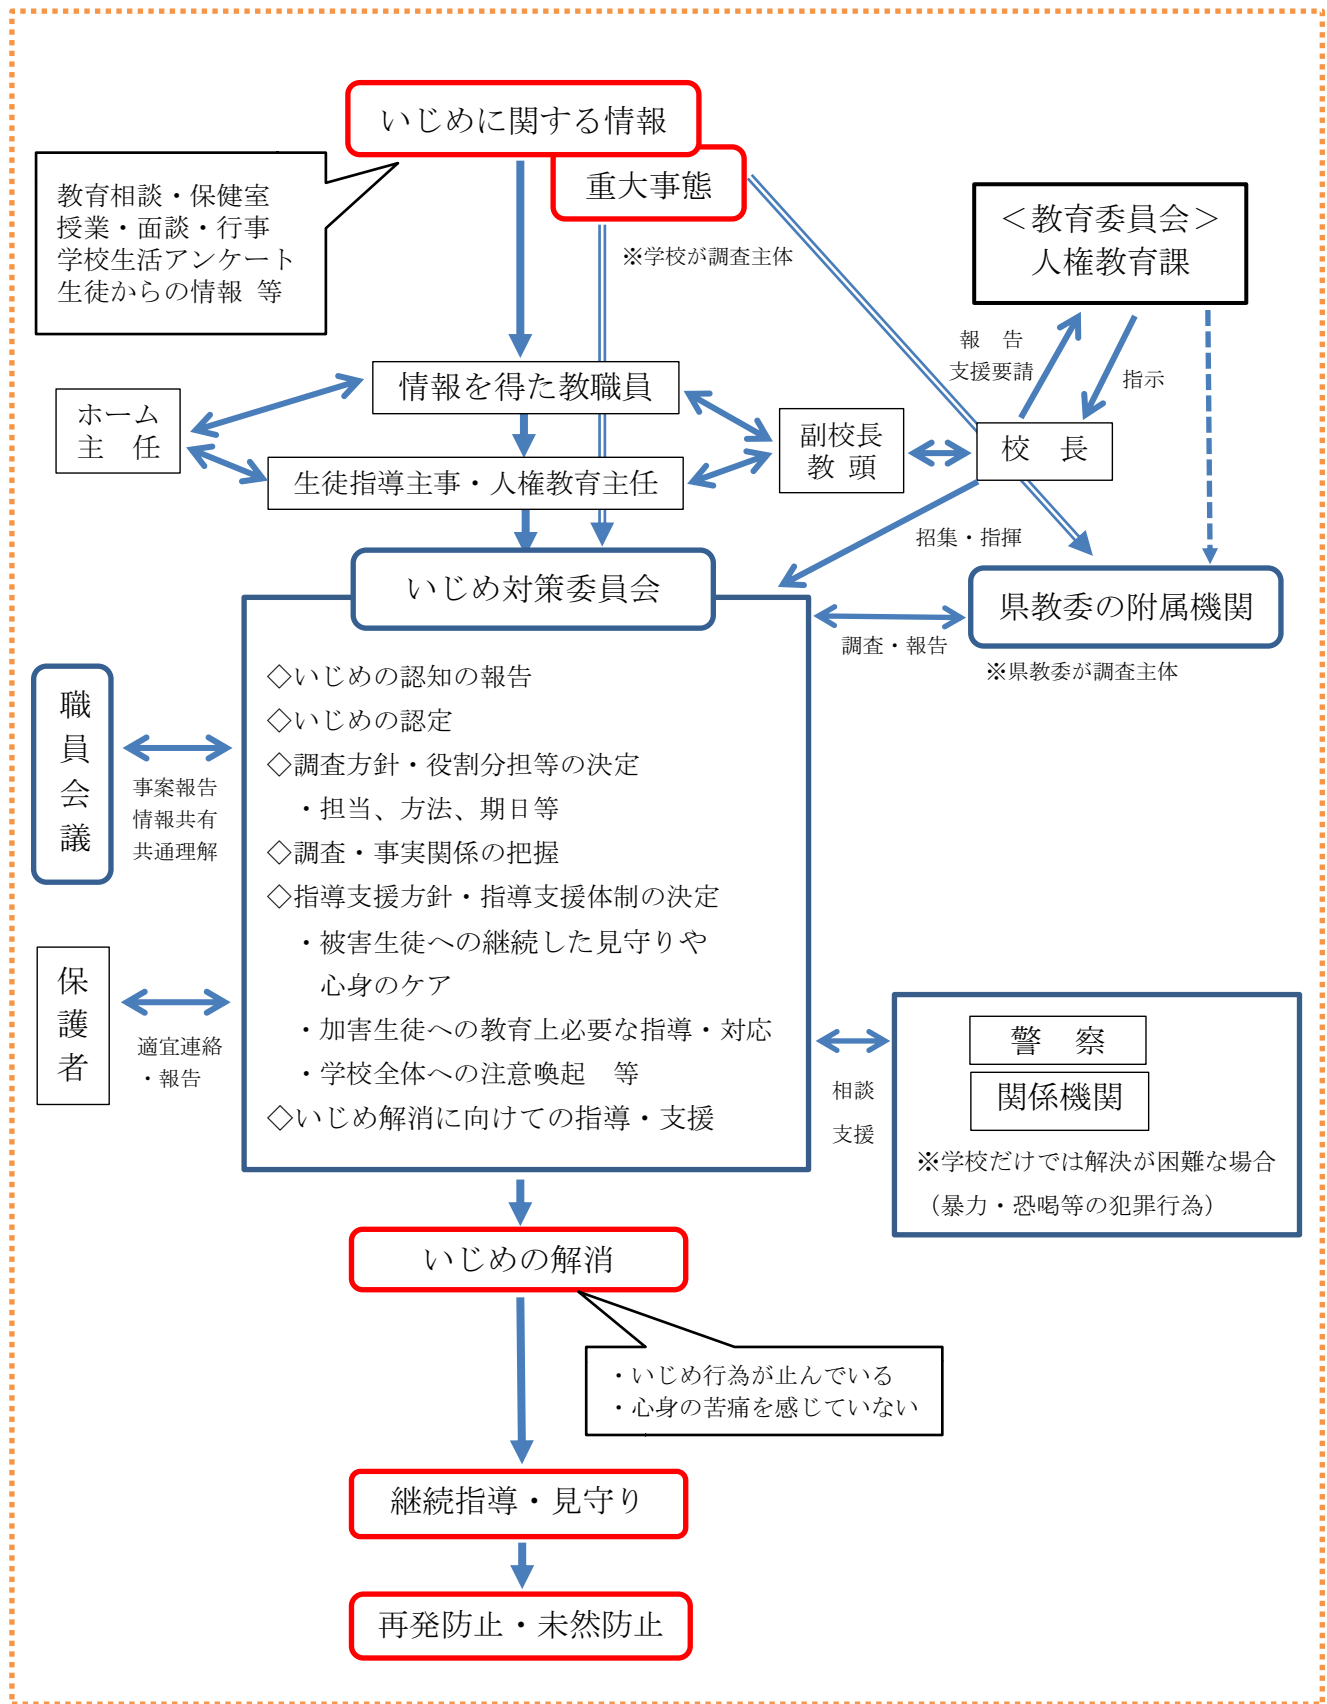 いじめに関する情報
重大事態
教育相談・保健室
授業・面談・行事
学校生活アンケート
生徒からの情報 等
※学校が調査主体
＜教育委員会＞
人権教育課
報 告
支援要請
指示
情報を得た教職員
ホーム
主 任
副校長
教 頭
校 長
生徒指導主事・人権教育主任
招集・指揮
いじめ対策委員会
県教委の附属機関
調査・報告
※県教委が調査主体
◇いじめの認知の報告
◇いじめの認定
◇調査方針・役割分担等の決定
・担当、方法、期日等
◇調査・事実関係の把握
◇指導支援方針・指導支援体制の決定
・被害生徒への継続した見守りや
心身のケア
・加害生徒への教育上必要な指導・対応
・学校全体への注意喚起 等
◇いじめ解消に向けての指導・支援
職員会議
事案報告
情報共有
共通理解
保護者
適宜連絡
・報告
相談
支援
警 察
関係機関
※学校だけでは解決が困難な場合
（暴力・恐喝等の犯罪行為）
いじめの解消
・いじめ行為が止んでいる
・心身の苦痛を感じていない
継続指導・見守り
再発防止・未然防止